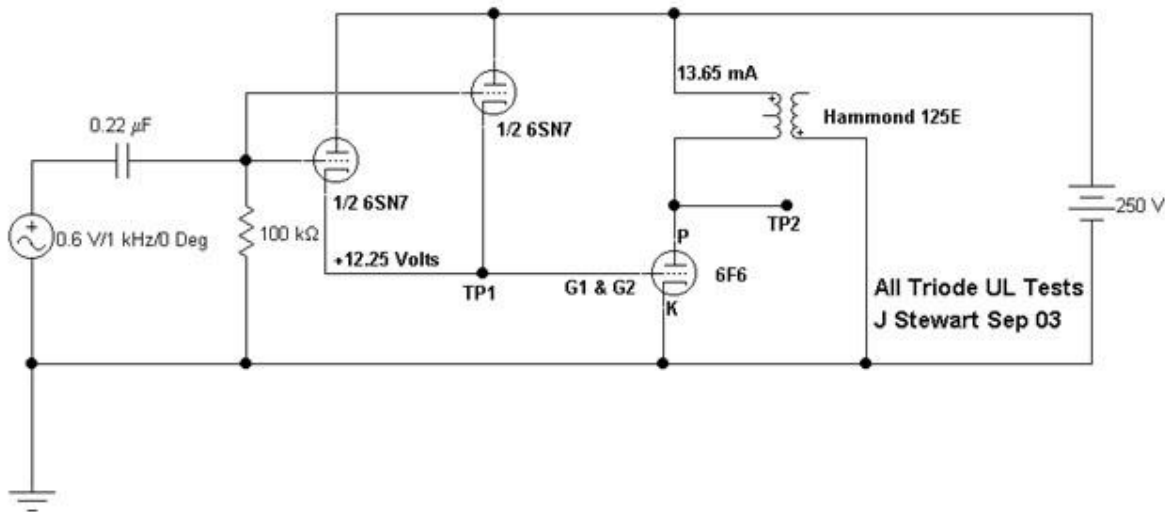 13.65 mA
Hammond 125E
0.22 µF
1/2 6SN7
1/2 6SN7
250 V
0.6 V/1 kHz/0 Deg
100 kΩ
TP2
P
+12.25 Volts
TP1
G1 & G2
6F6
K
All Triode UL Tests
J Stewart Sep 03